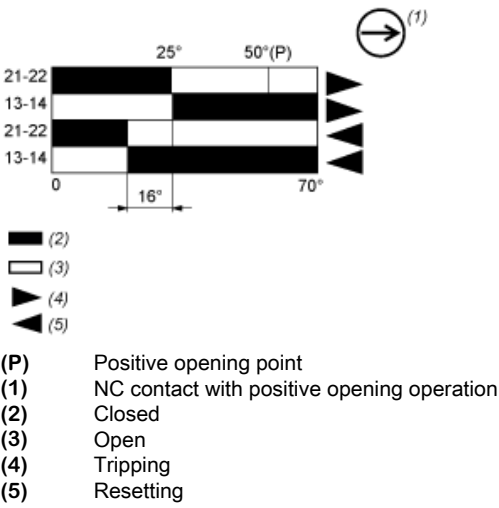 (1)
25° 50°(P)
21-22
13-14
21-22
13-14
0 70°
16°
(2)
(3)
(4)
(5)
(P) Positive opening point
(1) NC contact with positive opening operation
(2) Closed
(3) Open
(4) Tripping
(5) Resetting